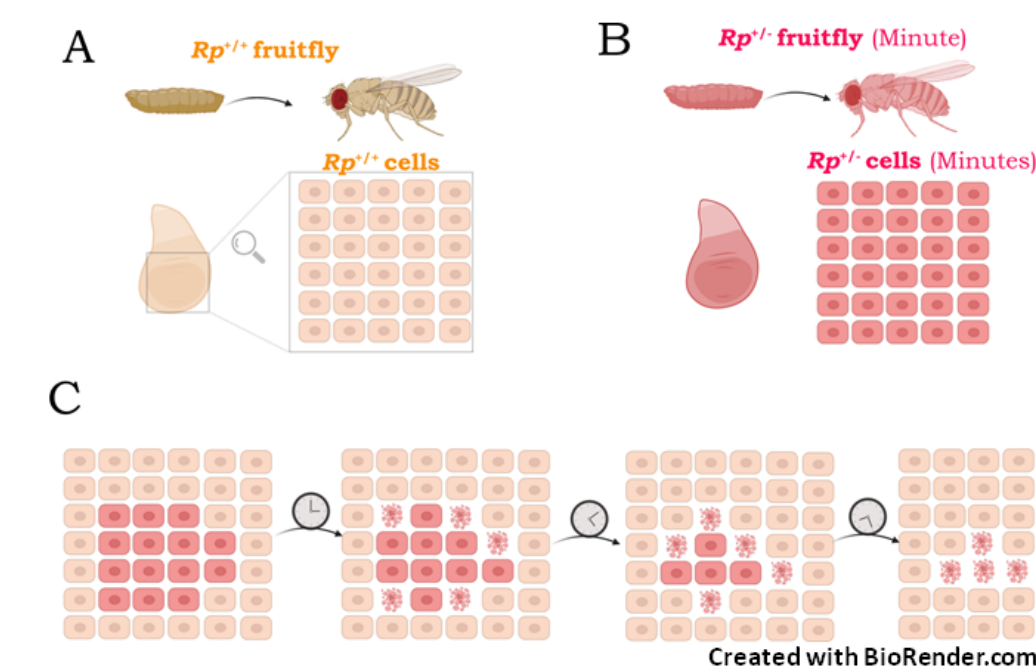 A
Rp+/+ fruitfly
Rp+/+ cells
B
Rp+/- fruitfly (Minute)
Rp+/- cells (Minutes)
C
Created with BioRender.com